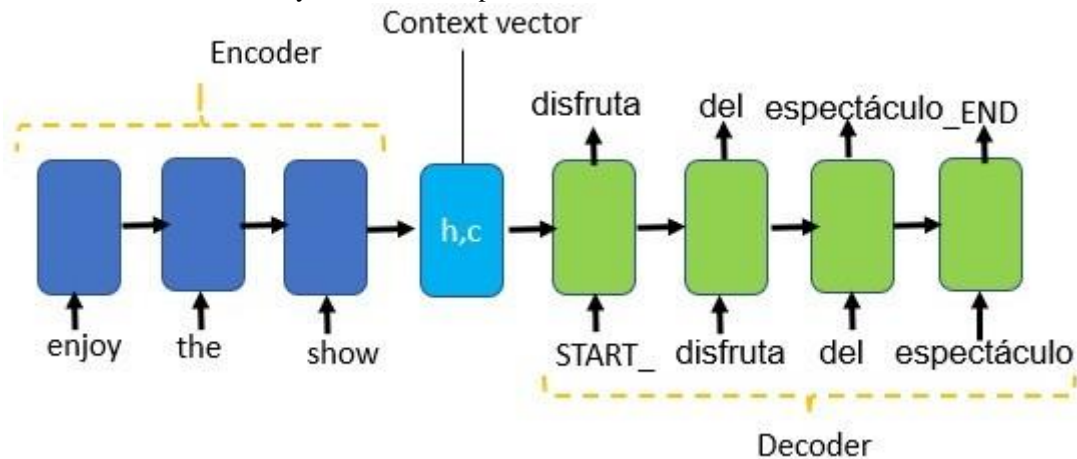 Context vector
Encoder
disfruta del espectáculo_END
h,c
enjoy the show START_ disfruta del espectáculo
Decoder